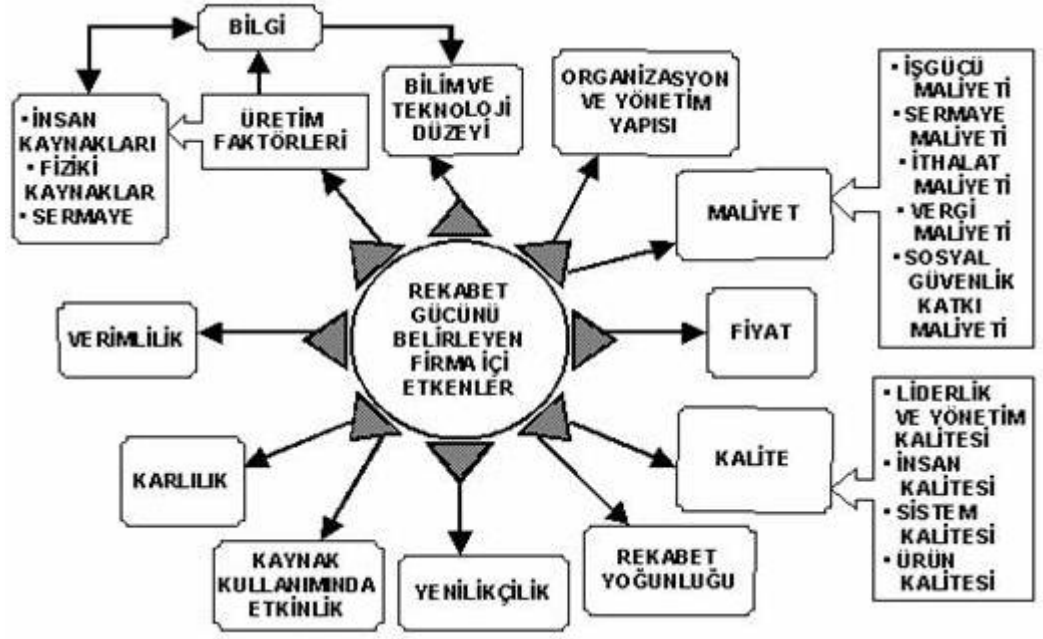 BİLGİ
• İNSAN
KAYNAKLARI
• FİZİKİ
KAYNAKLAR
• SERMAYE
ÜRETİM
FAKTÖRLERİ
BİLİM VE
TEKNOLOJİ
DÜZEYİ
ORGANİZASYON
VE YÖNETİM
YAPISI
MALİYET
• İŞGÜCÜ
MALİYETİ
• SERMAYE
MALİYETİ
• İTHALAT
MALİYETİ
• VERGİ
MALİYETİ
• SOSYAL
GÜVENLİK
KATKI
MALİYETİ
REKABET
GÜCÜNÜ
BELİRLEYEN
FİRMA İÇİ
ETKENLER
VERİMLİLİK
FİYAT
KARLILIK
KALİTE
• LİDERLİK
VE YÖNETİM
KALİTESİ
• İNSAN
KALİTESİ
• SİSTEM
KALİTESİ
• ÜRÜN
KALİTESİ
KAYNAK
KULLANIMINDA
ETKİNLİK
YENİLİKÇİLİK
REKABET
YOĞUNLUĞU